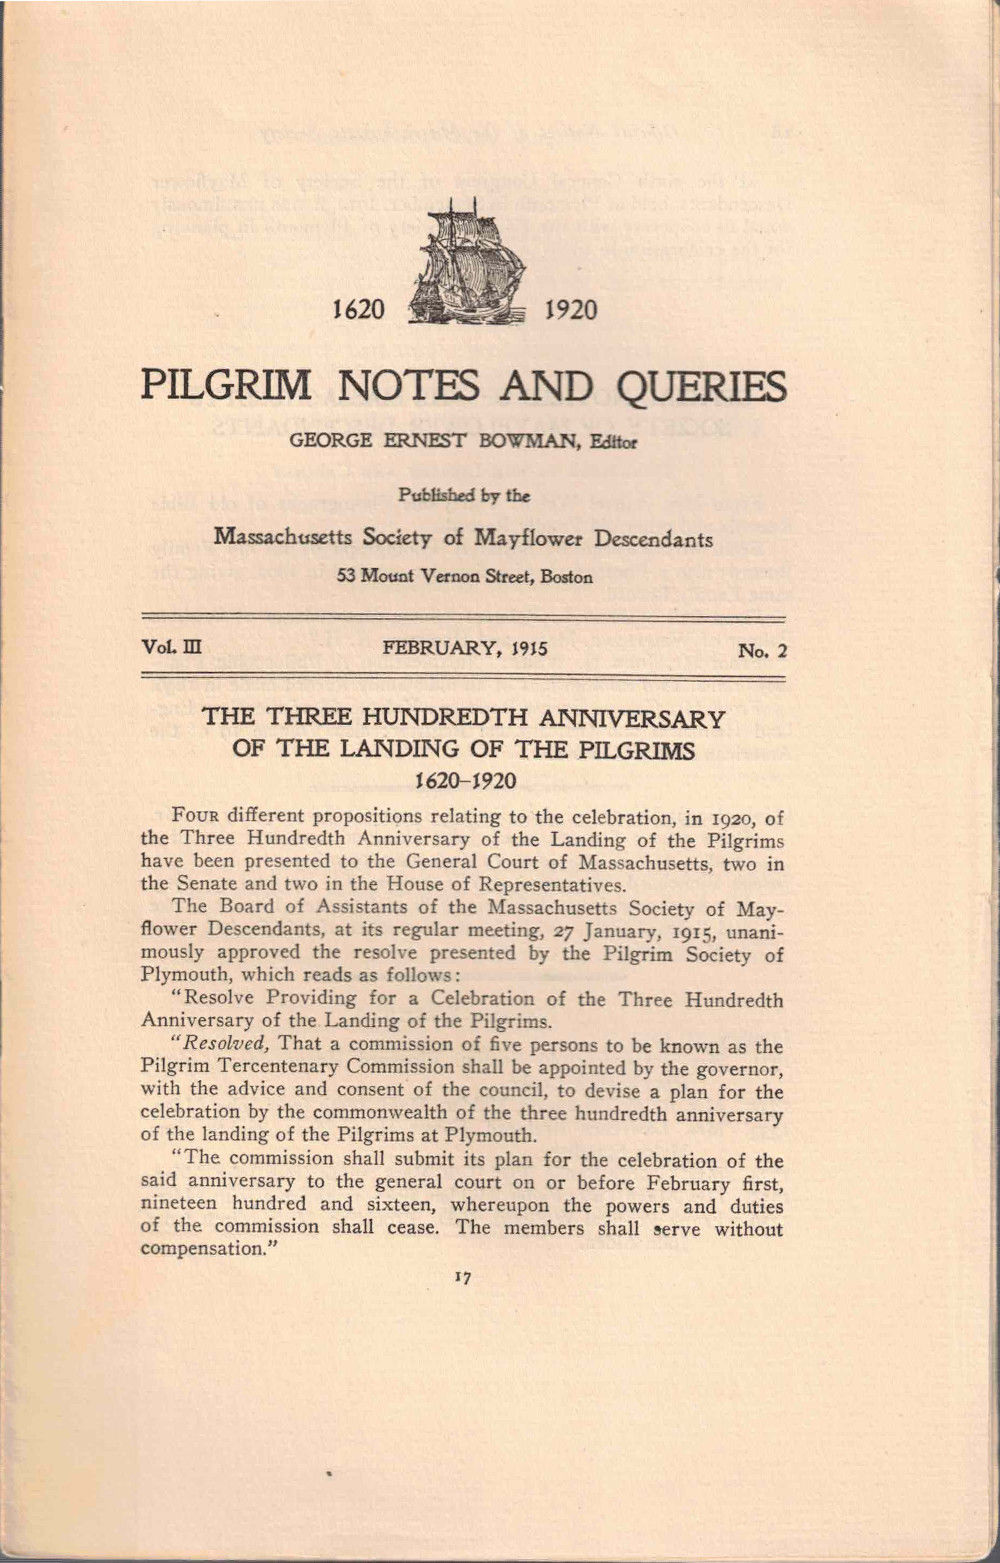 1620 1920
PILGRIM NOTES AND QUERIES
GEORGE ERNEST BOWMAN, Editor
Published by the
Massachusetts Society of Mayflower Descendants
53 Mount Vernon Street, Boston
Vol. III FEBRUARY, 1915 No. 2
THE THREE HUNDREDTH ANNIVERSARY
OF THE LANDING OF THE PILGRIMS
1620–1920
FOUR different propositions relating to the celebration, in 1920, of
the Three Hundredth Anniversary of the Landing of the Pilgrims
have been presented to the General Court of Massachusetts, two in
the Senate and two in the House of Representatives.
The Board of Assistants of the Massachusetts Society of May-
flower Descendants, at its regular meeting, 27 January, 1915, unani-
mously approved the resolve presented by the Pilgrim Society of
Plymouth, which reads as follows:
"Resolve Providing for a Celebration of the Three Hundredth
Anniversary of the Landing of the Pilgrims.
"Resolved, That a commission of five persons to be known as the
Pilgrim Tercentenary Commission shall be appointed by the governor,
with the advice and consent of the council, to devise a plan for the
celebration by the commonwealth of the three hundredth anniversary
of the landing of the Pilgrims at Plymouth.
"The commission shall submit its plan for the celebration of the
said anniversary to the general court on or before February first,
nineteen hundred and sixteen, whereupon the powers and duties
of the commission shall cease. The members shall serve without
compensation."
17